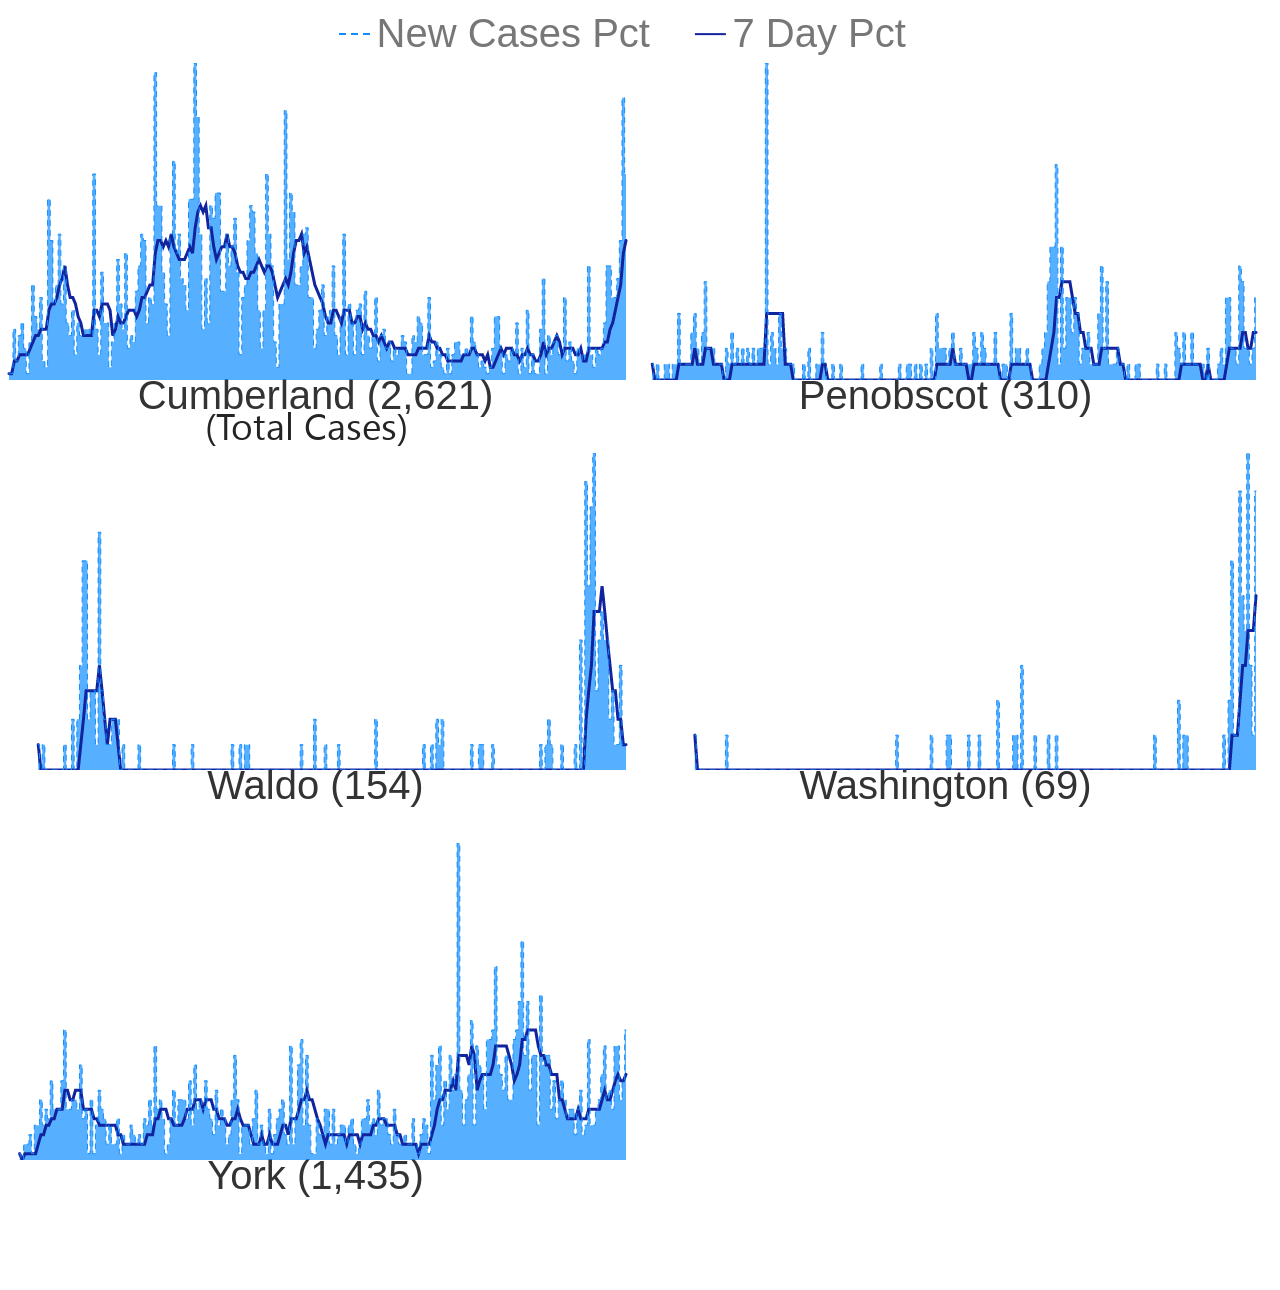 New Cases Pct 7 Day Pct
Cumberland (2,621) Penobscot (310)
(Total Cases)
Waldo (154) Washington (69)
York (1,435)